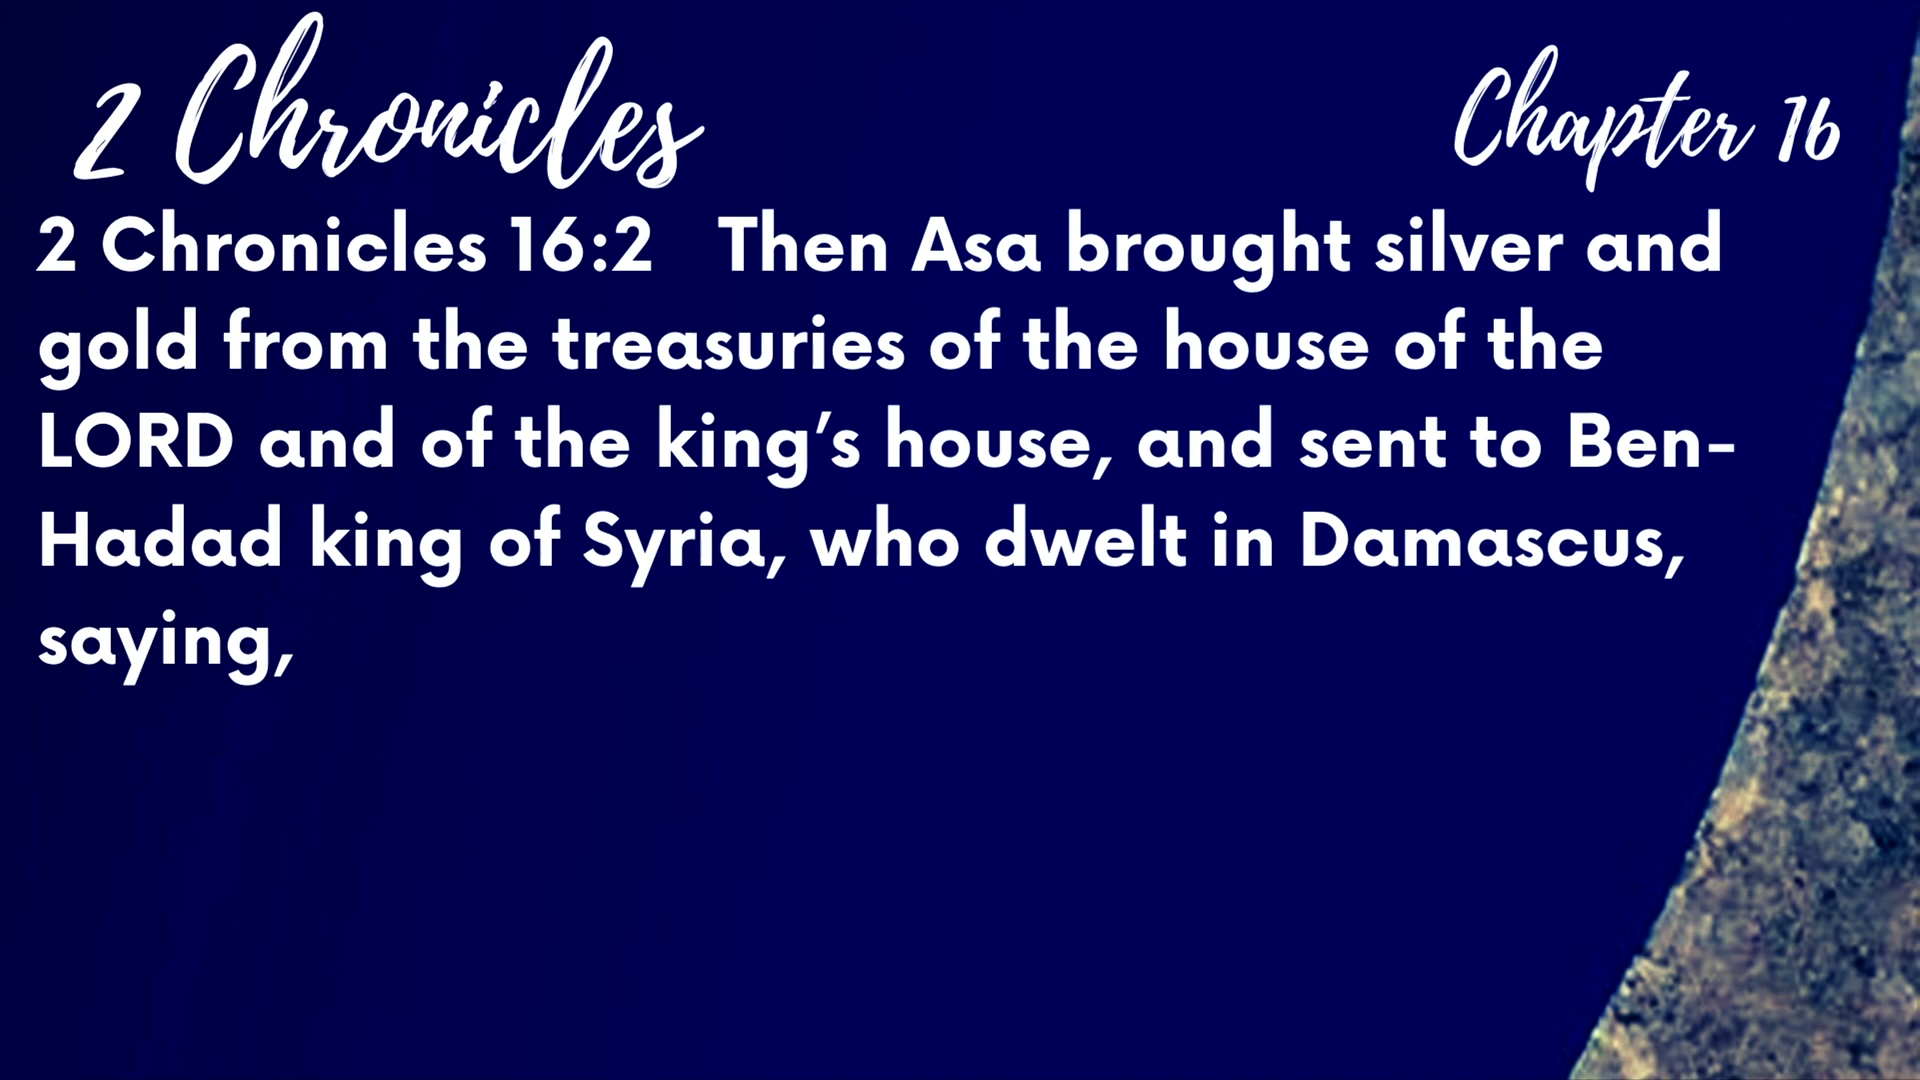 2 Chronicles Chapter 16
2 Chronicles 16:2   Then Asa brought silver and
gold from the treasuries of the house of the
LORD and of the king’s house, and sent to Ben-
Hadad king of Syria, who dwelt in Damascus,
saying,